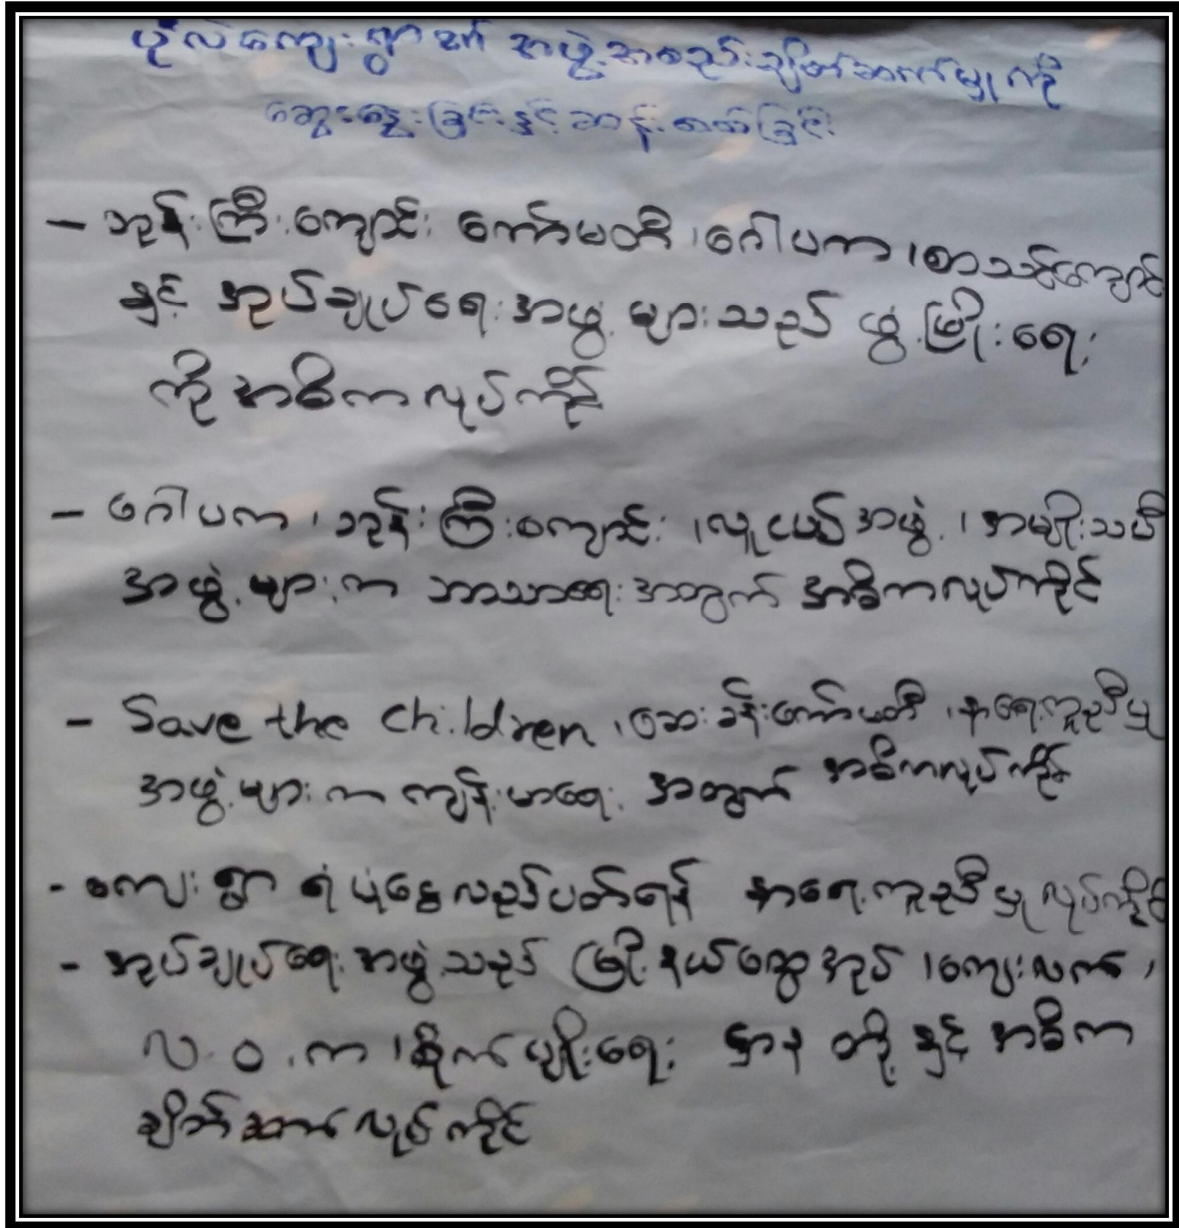 ပိုလဲကျေးရွာ၏ အဖွဲ့အစည်းချိတ်ဆက်မှုကို
ဆွေးနွေးခြင်းနှင့်ဆန်းစစ်ခြင်း
- ဘုန်းကြီးကျောင်း ကော်မတီ၊ ဂေါပက၊ စာသင်ကျောင်း
နှင့် အုပ်ချုပ်ရေးအဖွဲ့များသည် ဖွံ့ဖြိုးရေး
ကို အဓိကလုပ်ကိုင်
- ဂေါပက၊ ဘုန်းကြီးကျောင်း၊ လူငယ်အဖွဲ့၊ အမျိုးသမီး
အဖွဲ့များက ဘာသာရေးအတွက် အဓိကလုပ်ကိုင်
- Save the Children ၊ ဆေးခန်းကော်မတီ၊ နာရေးကူညီမှု
အဖွဲ့များက ကျန်းမာရေးအတွက် အဓိကလုပ်ကိုင်
- ကျေးရွာ ရံပုံငွေ လည်ပတ်ရန် နာရေးကူညီမှု လုပ်ကိုင်
- အုပ်ချုပ်ရေးအဖွဲ့သည် မြို့နယ်ထွေအုပ်၊ ကျေးလက်၊
လ.ဝ.က၊ စိုက်ပျိုးရေး ဌာန တို့နှင့် အဓိက
ချိတ်ဆက်လုပ်ကိုင်